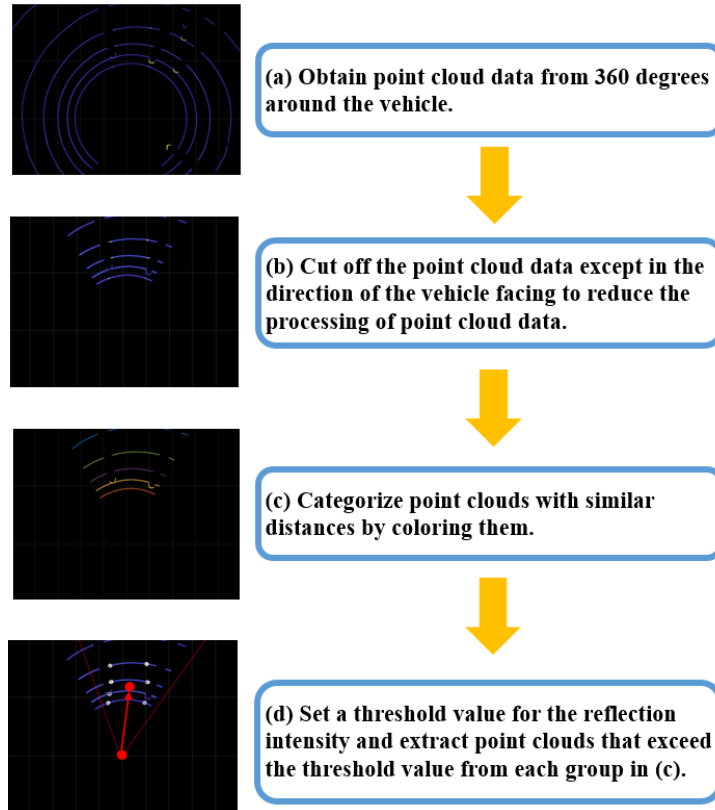 (a) Obtain point cloud data from 360 degrees
around the vehicle.
(b) Cut off the point cloud data except in the
direction of the vehicle facing to reduce the
processing of point cloud data.
(c) Categorize point clouds with similar
distances by coloring them.
(d) Set a threshold value for the reflection
intensity and extract point clouds that exceed
the threshold value from each group in (c).